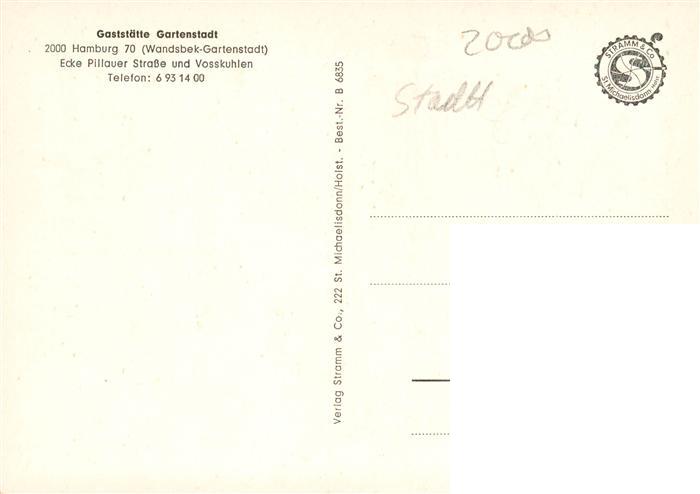 Gaststätte Gartenstadt
2000 Hamburg 70 (Wandsbek-Gartenstadt)
Ecke Pillauer Straße und Vosskuhlen
Telefon: 6 93 14 00
Verlag Stramm & Co., 222 St. Michaelisdonn/Holst. - Best.-Nr. B 6835
Stadt
STRAMM & CO.
St. Michaelisdonn